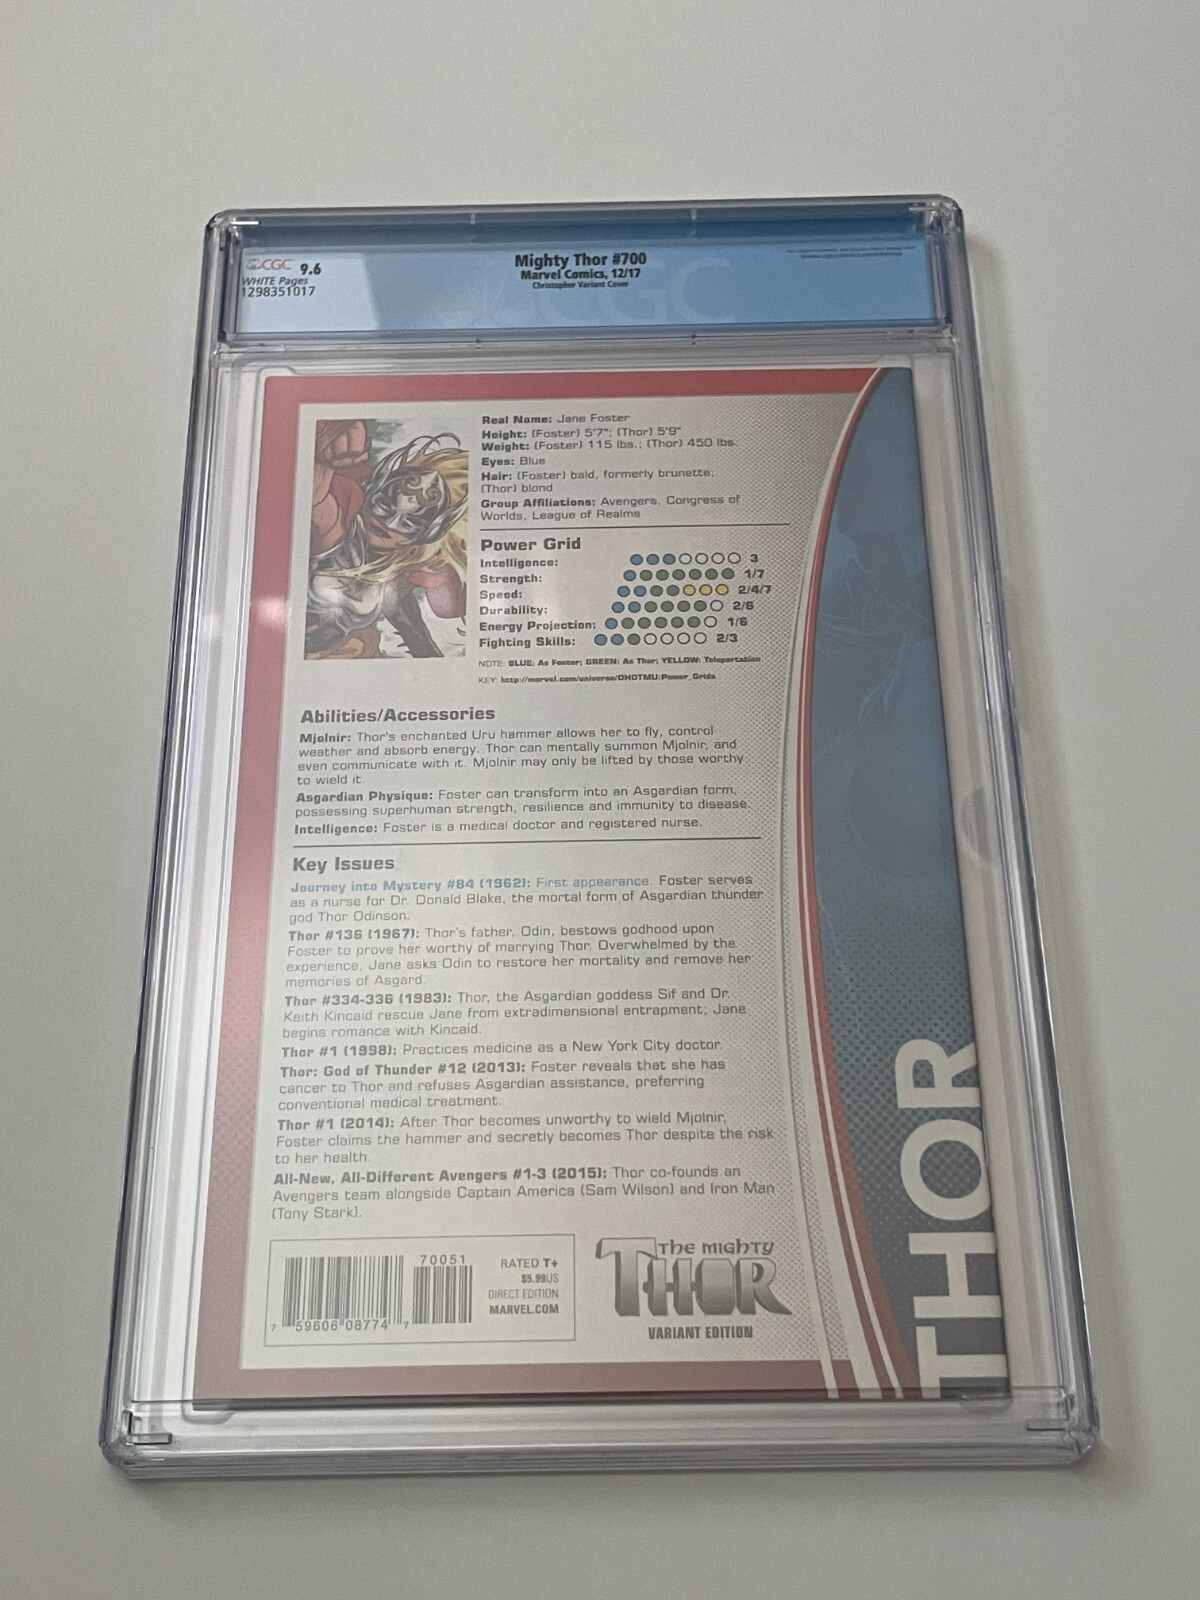 CGC 9.6
WHITE Pages
1298351017
Mighty Thor #700
Marvel Comics, 12/17
Christopher Variant Cover
CGC
Real Name: Jane Foster
Height: (Foster) 5'7"; (Thor) 5'9"
Weight: (Foster) 115 lbs.; (Thor) 450 lbs.
Eyes: Blue
Hair: (Foster) bald, formerly brunette;
(Thor) blond
Group Affiliations: Avengers, Congress of
Worlds, League of Realms
Power Grid
Intelligence: 3
Strength: 1/7
Speed: 2/4/7
Durability: 2/6
Energy Projection: 1/6
Fighting Skills: 2/3
NOTE: BLUE: As Foster; GREEN: As Thor; YELLOW: Teleportation
KEY: http://marvel.com/universe/OHOTMU:Power_Grids
Abilities/Accessories
Mjolnir: Thor's enchanted Uru hammer allows her to fly, control
weather and absorb energy. Thor can mentally summon Mjolnir, and
even communicate with it. Mjolnir may only be lifted by those worthy
to wield it.
Asgardian Physique: Foster can transform into an Asgardian form,
possessing superhuman strength, resilience and immunity to disease.
Intelligence: Foster is a medical doctor and registered nurse.
Key Issues
Journey into Mystery #84 (1962): First appearance. Foster serves
as a nurse for Dr. Donald Blake, the mortal form of Asgardian thunder
god Thor Odinson.
Thor #136 (1967): Thor's father, Odin, bestows godhood upon
Foster to prove her worthy of marrying Thor. Overwhelmed by the
experience, Jane asks Odin to restore her mortality and remove her
memories of Asgard.
Thor #334-336 (1983): Thor, the Asgardian goddess Sif and Dr.
Keith Kincaid rescue Jane from extradimensional entrapment; Jane
begins romance with Kincaid.
Thor #1 (1998): Practices medicine as a New York City doctor.
Thor: God of Thunder #12 (2013): Foster reveals that she has
cancer to Thor and refuses Asgardian assistance, preferring
conventional medical treatment.
Thor #1 (2014): After Thor becomes unworthy to wield Mjolnir,
Foster claims the hammer and secretly becomes Thor despite the risk
to her health.
All-New, All-Different Avengers #1-3 (2015): Thor co-founds an
Avengers team alongside Captain America (Sam Wilson) and Iron Man
(Tony Stark).
7 59606 08774 7
70051
RATED T+
$5.99US
DIRECT EDITION
MARVEL.COM
The Mighty
THOR
VARIANT EDITION
THOR